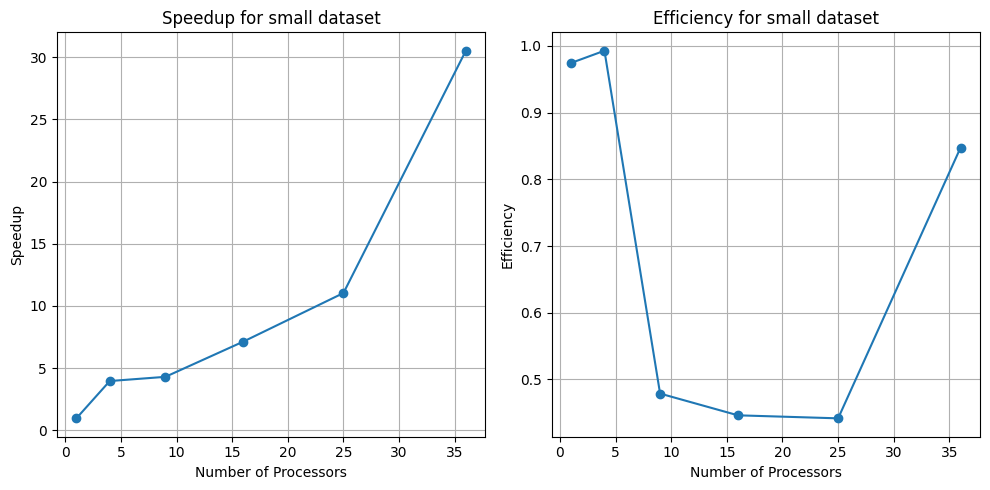 Speedup for small dataset
30
25
20
15
10
5
0
Speedup
0 5 10 15 20 25 30 35
Number of Processors
Efficiency for small dataset
1.0
0.9
0.8
0.7
0.6
0.5
Efficiency
0 5 10 15 20 25 30 35
Number of Processors